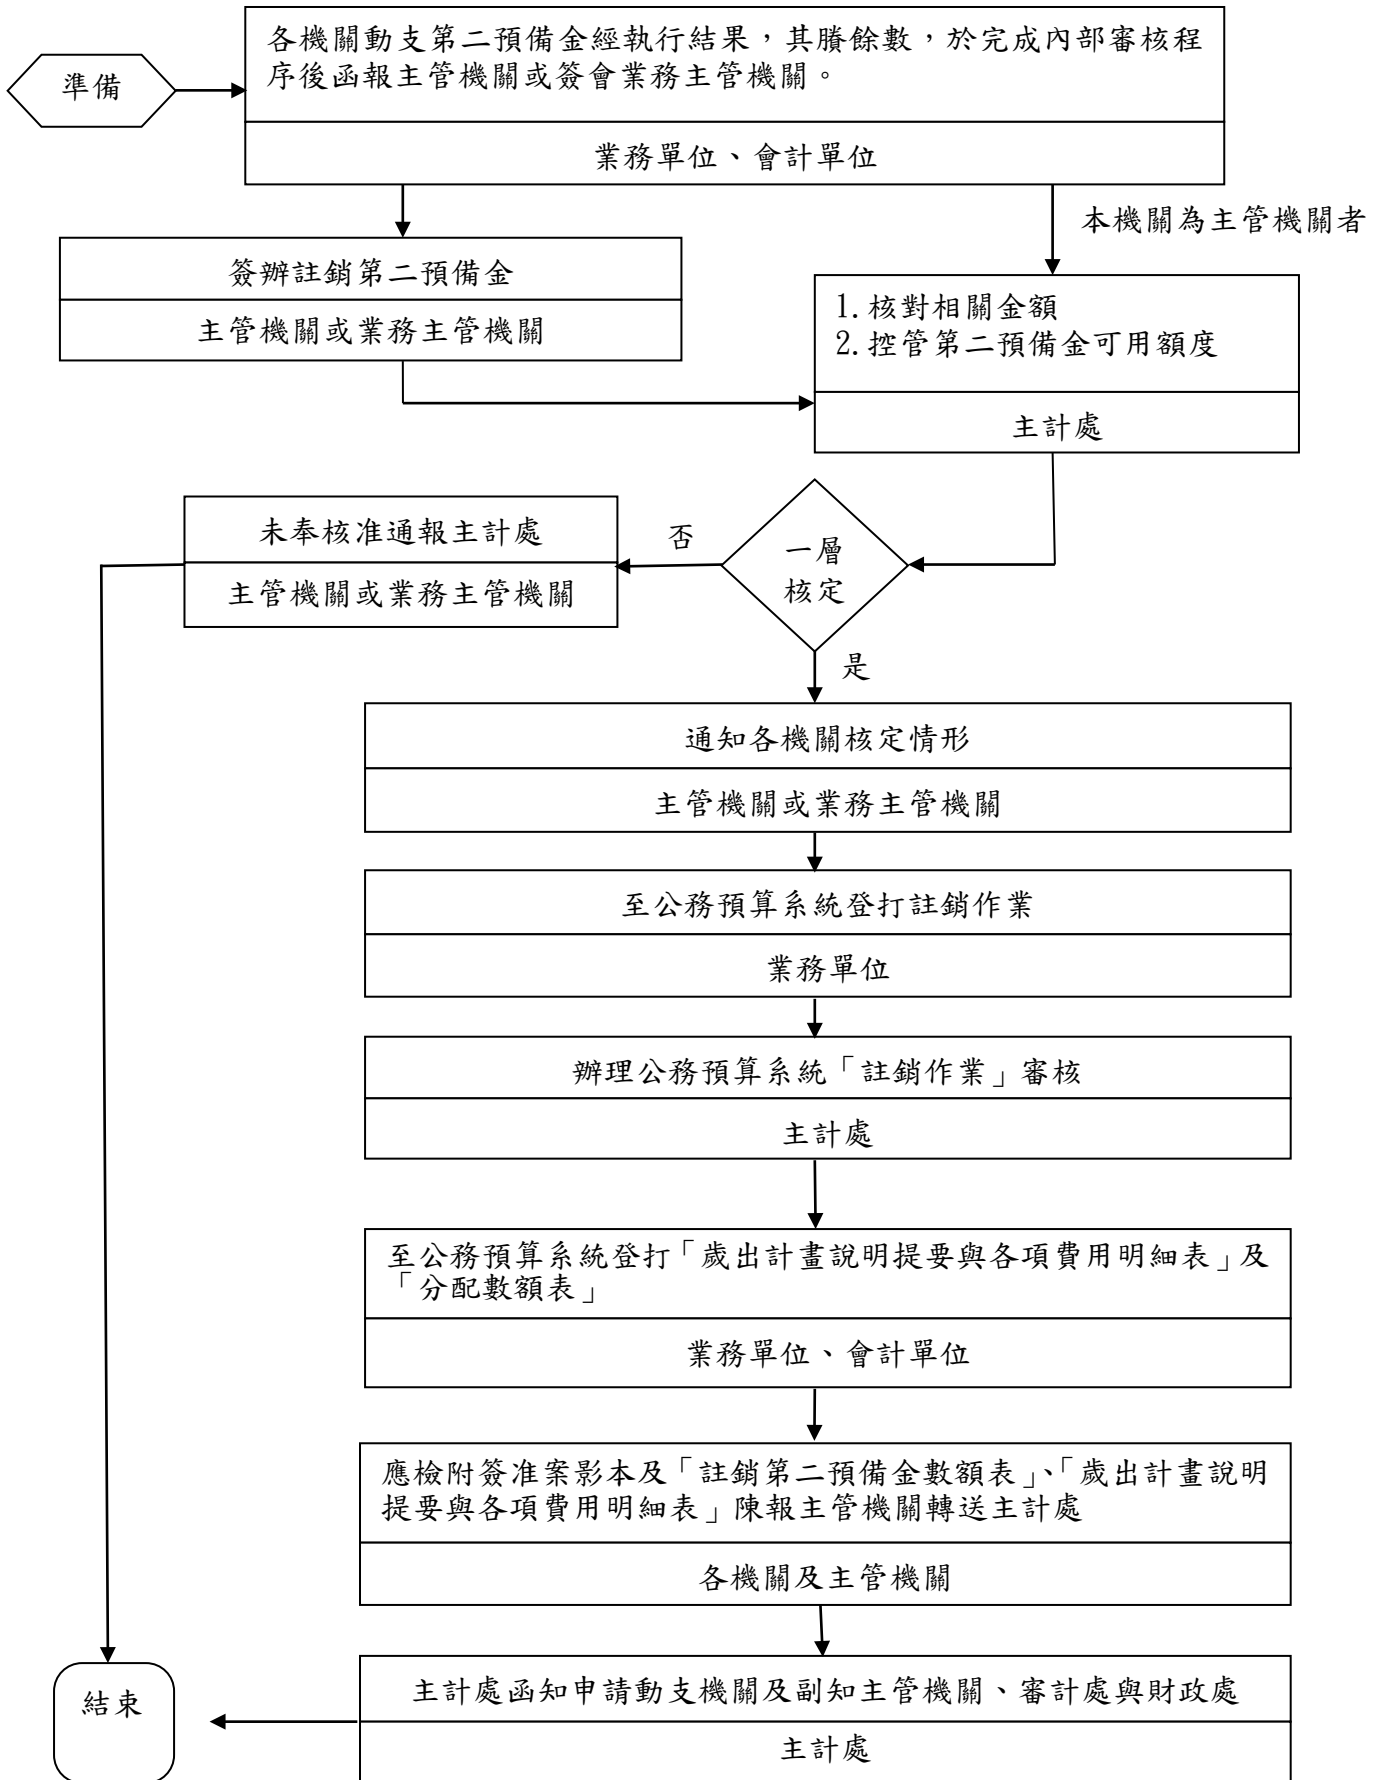 準備
各機關動支第二預備金經執行結果，其賸餘數，於完成內部審核程
序後函報主管機關或簽會業務主管機關。
業務單位、會計單位
本機關為主管機關者
簽辦註銷第二預備金
主管機關或業務主管機關
1.核對相關金額
2.控管第二預備金可用額度
主計處
未奉核准通報主計處
主管機關或業務主管機關
否
一層
核定
是
通知各機關核定情形
主管機關或業務主管機關
至公務預算系統登打註銷作業
業務單位
辦理公務預算系統「註銷作業」審核
主計處
至公務預算系統登打「歲出計畫說明提要與各項費用明細表」及
「分配數額表」
業務單位、會計單位
應檢附簽准案影本及「註銷第二預備金數額表」、「歲出計畫說明
提要與各項費用明細表」陳報主管機關轉送主計處
各機關及主管機關
主計處函知申請動支機關及副知主管機關、審計處與財政處
主計處
結束